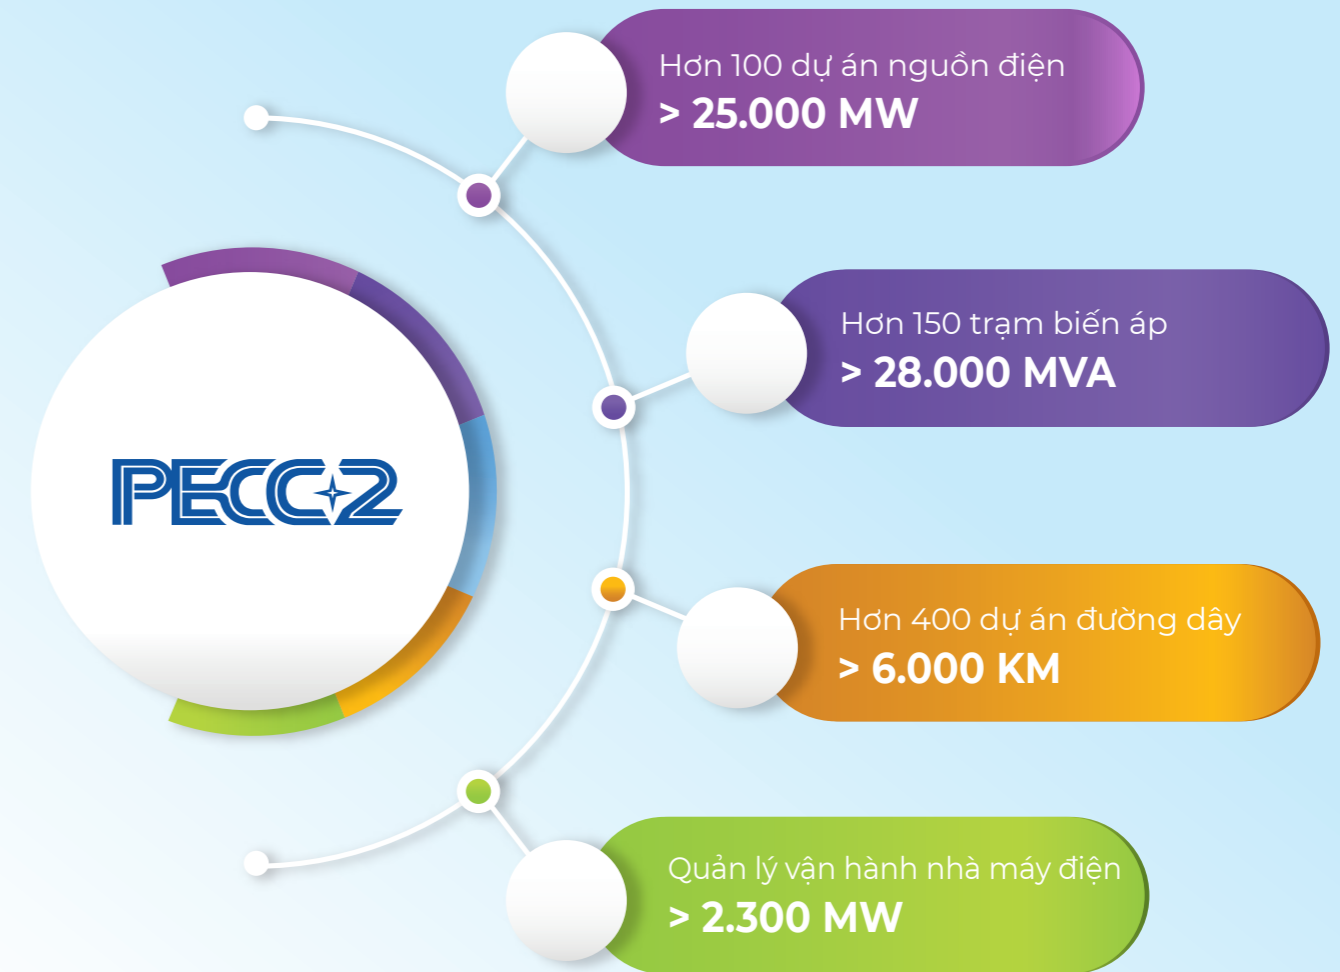 Hơn 100 dự án nguồn điện
> 25.000 MW
Hơn 150 trạm biến áp
> 28.000 MVA
PECC2
Hơn 400 dự án đường dây
> 6.000 KM
Quản lý vận hành nhà máy điện
> 2.300 MW